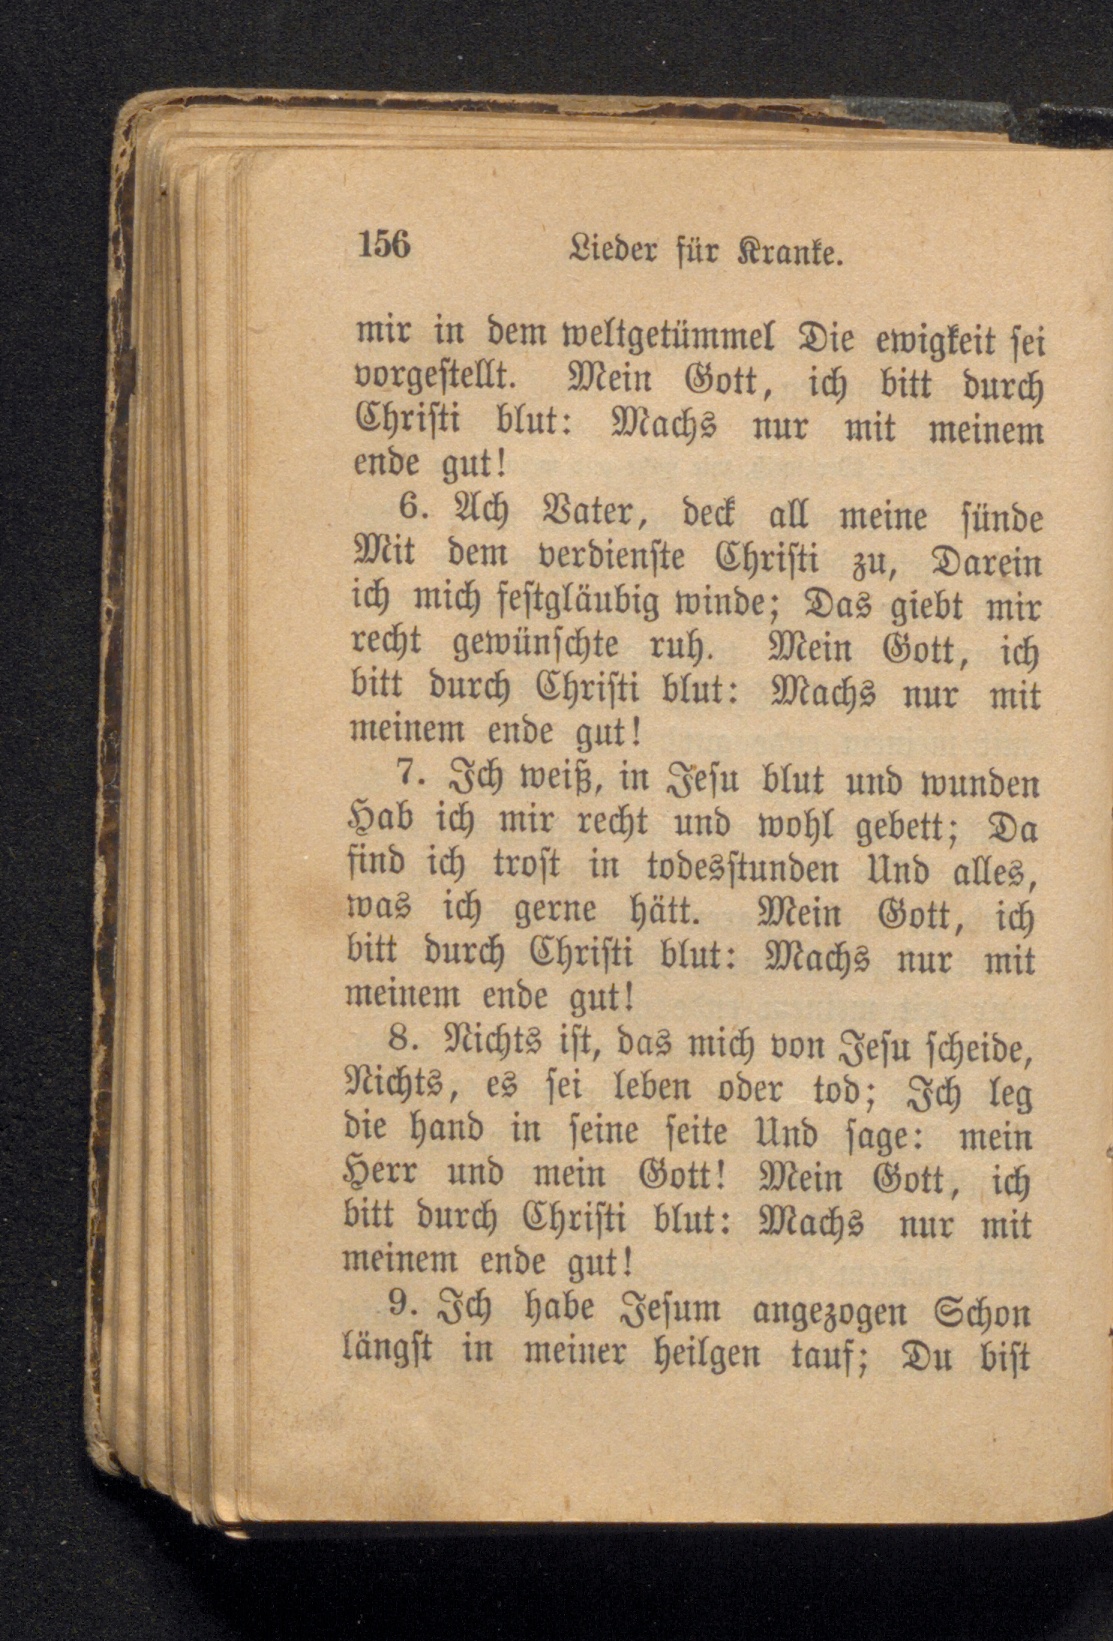 156 Lieder für Kranke.
mir in dem weltgetümmel Die ewigkeit sei
vorgestellt. Mein Gott, ich bitt durch
Christi blut: Machs nur mit meinem
ende gut!
6. Ach Vater, deck all meine sünde
Mit dem verdienste Christi zu, Darein
ich mich festgläubig winde; Das giebt mir
recht gewünschte ruh. Mein Gott, ich
bitt durch Christi blut: Machs nur mit
meinem ende gut!
7. Ich weiß, in Jesu blut und wunden
Hab ich mir recht und wohl gebett; Da
find ich trost in todesstunden Und alles,
was ich gerne hätt. Mein Gott, ich
bitt durch Christi blut: Machs nur mit
meinem ende gut!
8. Nichts ist, das mich von Jesu scheide,
Nichts, es sei leben oder tod; Ich leg
die hand in seine seite Und sage: mein
Herr und mein Gott! Mein Gott, ich
bitt durch Christi blut: Machs nur mit
meinem ende gut!
9. Ich habe Jesum angezogen Schon
längst in meiner heilgen tauf; Du bist